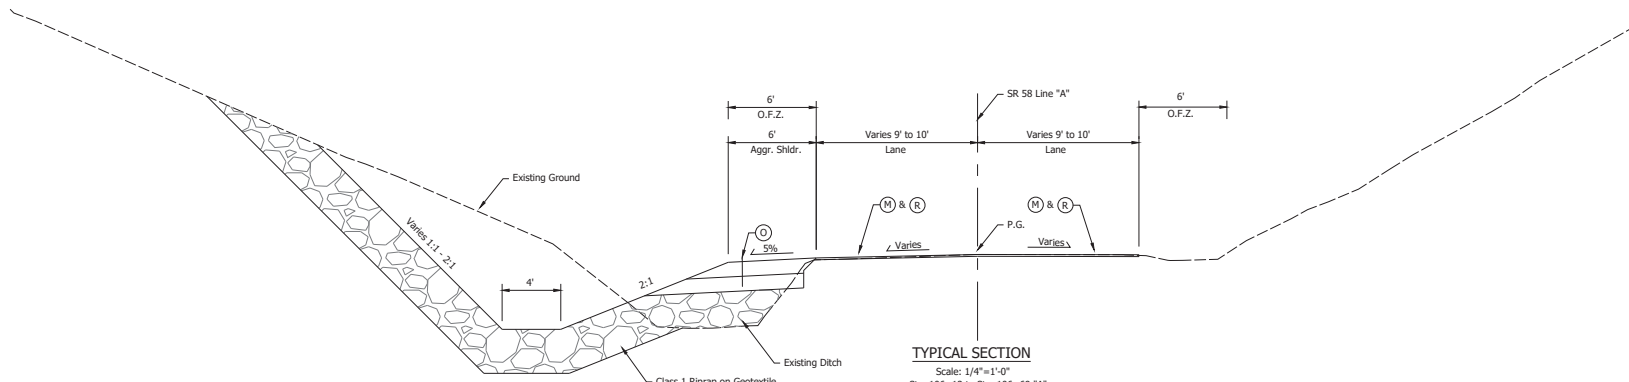 6'
O.F.Z.
6'
Aggr. Shldr.
Varies 9' to 10'
Lane
SR 58 Line "A"
Varies 9' to 10'
Lane
6'
O.F.Z.
Existing Ground
M & R
M & R
P.G.
O
5%
Varies
Varies
Varies 1:1 - 2:1
4'
2:1
Existing Ditch
Class 1 Riprap on Geotextile
TYPICAL SECTION
Scale: 1/4"=1'-0"